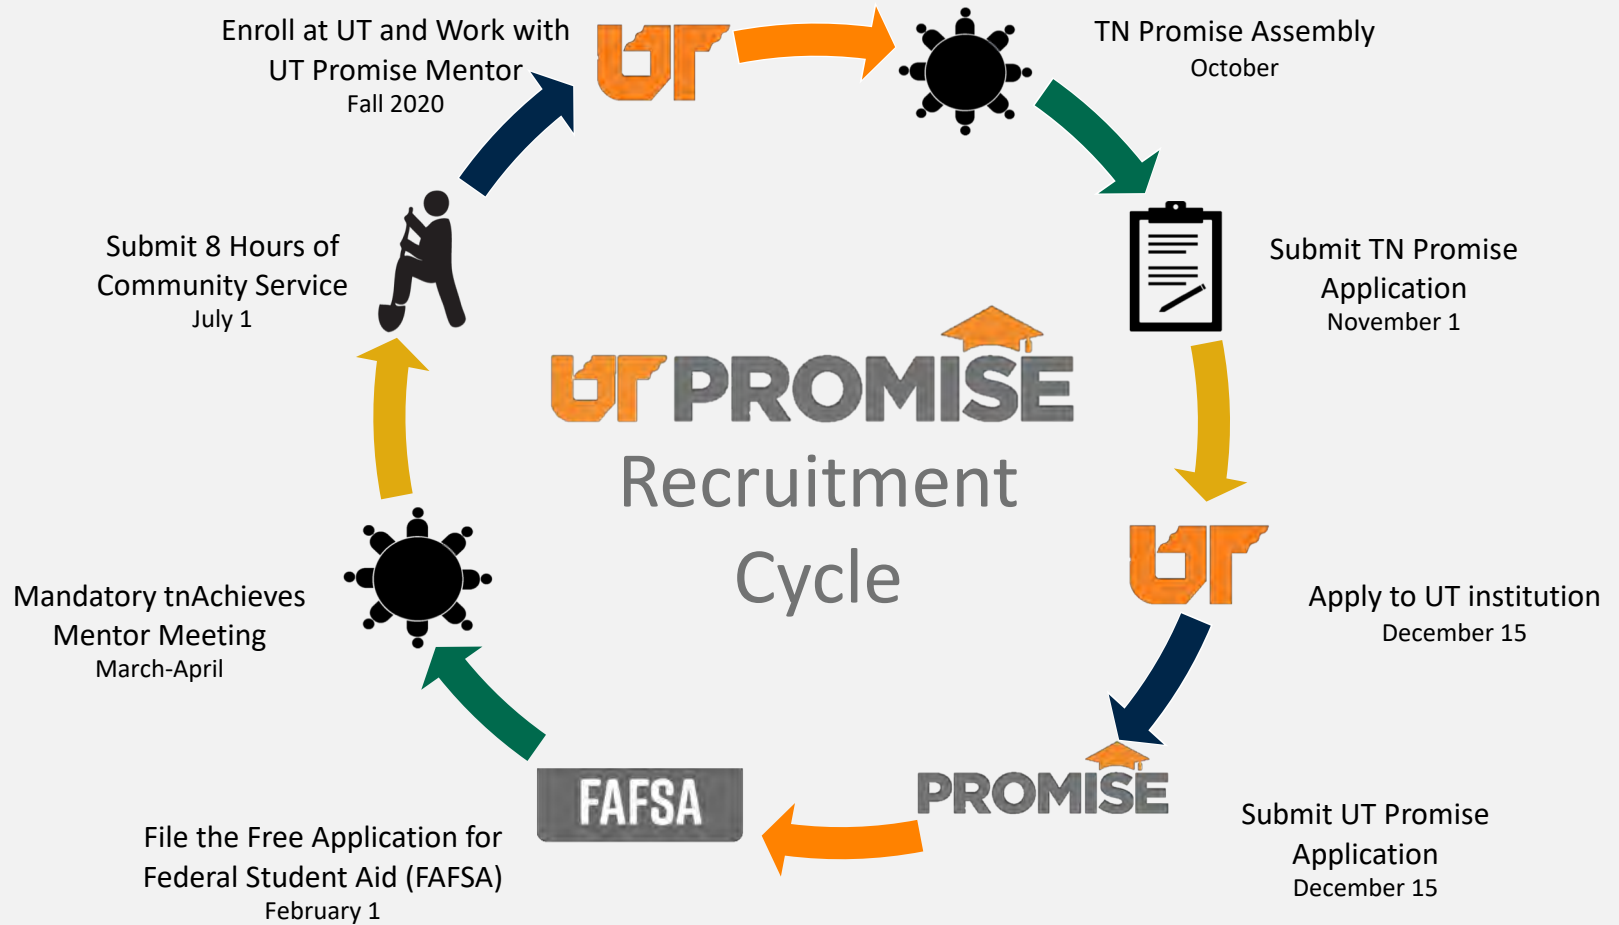 Enroll at UT and Work with
UT Promise Mentor
Fall 2020
UT
TN Promise Assembly
October
Submit TN Promise
Application
November 1
UT
Apply to UT institution
December 15
PROMISE
Submit UT Promise
Application
December 15
FAFSA
File the Free Application for
Federal Student Aid (FAFSA)
February 1
Mandatory tnAchieves
Mentor Meeting
March-April
Submit 8 Hours of
Community Service
July 1
UT PROMISE
Recruitment
Cycle